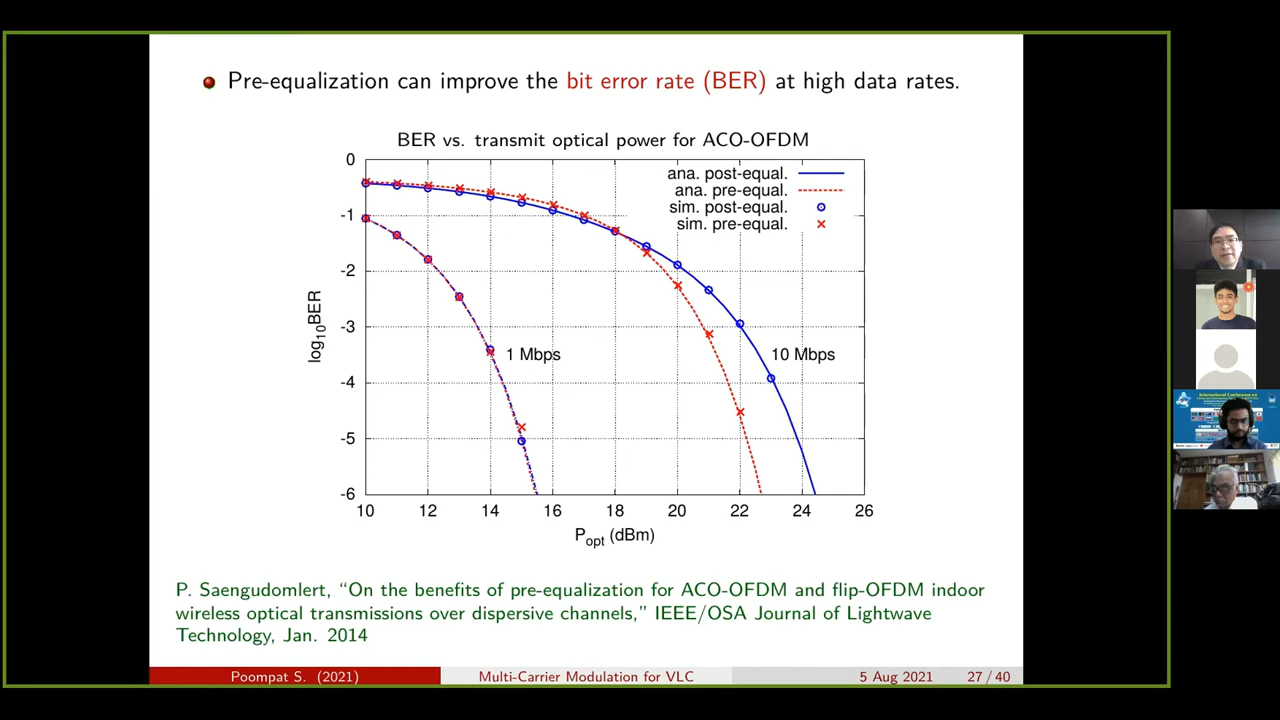 Pre-equalization can improve the bit error rate (BER) at high data rates.
BER vs. transmit optical power for ACO-OFDM
ana. post-equal.
ana. pre-equal.
sim. post-equal.
sim. pre-equal.
0
-1
-2
-3
-4
-5
-6
log10BER
1 Mbps
10 Mbps
10 12 14 16 18 20 22 24 26
Popt (dBm)
P. Saengudomlert, “On the benefits of pre-equalization for ACO-OFDM and flip-OFDM indoor
wireless optical transmissions over dispersive channels,” IEEE/OSA Journal of Lightwave
Technology, Jan. 2014
Poompat S. (2021) Multi-Carrier Modulation for VLC 5 Aug 2021 27 / 40
International Conference on